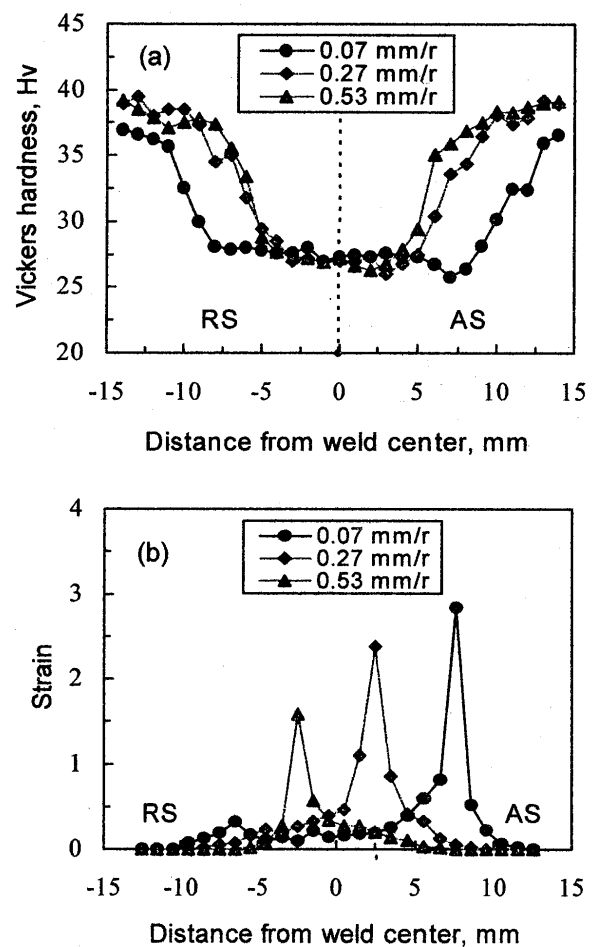 (a)
0.07 mm/r
0.27 mm/r
0.53 mm/r
45
40
35
30
25
20
Vickers hardness, Hv
RS
AS
-15
-10
-5
0
5
10
15
Distance from weld center, mm
(b)
0.07 mm/r
0.27 mm/r
0.53 mm/r
4
3
2
1
0
Strain
RS
AS
-15
-10
-5
0
5
10
15
Distance from weld center, mm